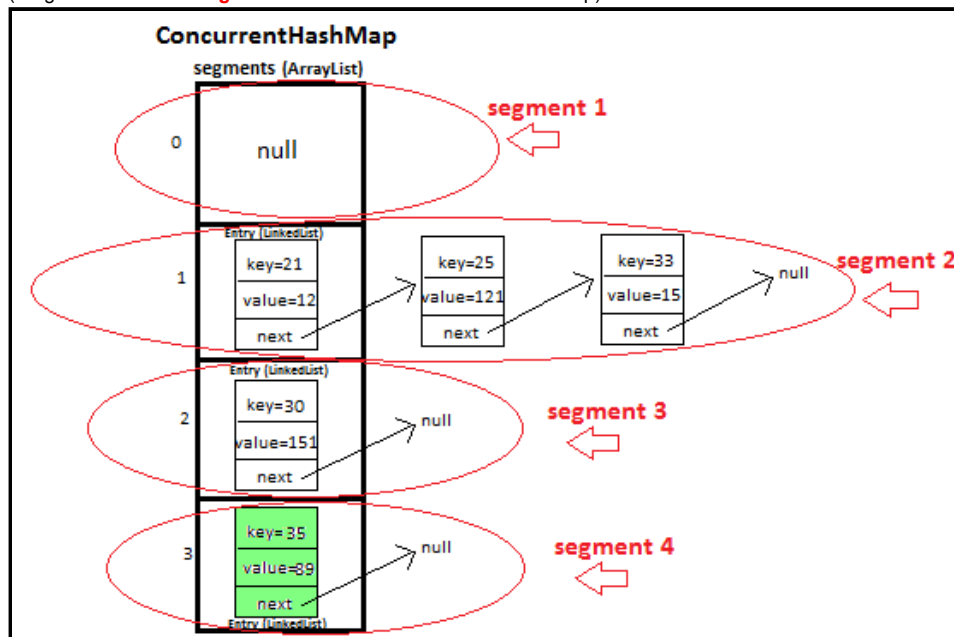 ConcurrentHashMap
segments (ArrayList)
segment 1
0
null
Entry (LinkedList)
key=21
key=25
key=33
null
segment 2
1
value=12
value=121
value=15
next
next
next
Entry (LinkedList)
key=30
null
segment 3
2
value=151
next
key=35
null
segment 4
3
value=89
next
Entry (LinkedList)